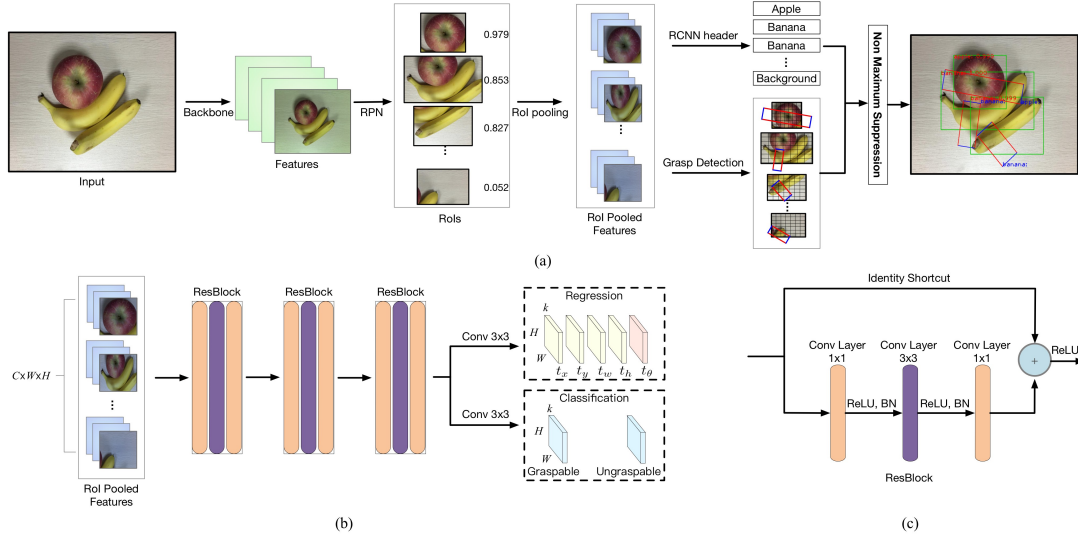 Input
Backbone
Features
RPN
0.979
0.853
0.827
0.052
RoIs
RoI pooling
RoI Pooled
Features
RCNN header
Grasp Detection
Apple
Banana
Banana
Background
Non Maximum Suppression
banana
(a)
C×W×H
RoI Pooled
Features
ResBlock
ResBlock
ResBlock
Conv 3x3
Conv 3x3
Regression
k
H
W
t_x t_y t_w t_h t_θ
Classification
k
H
W
Graspable
Ungraspable
(b)
Identity Shortcut
Conv Layer
1x1
Conv Layer
3x3
Conv Layer
1x1
ReLU, BN
ReLU, BN
+
ReLU
ResBlock
(c)